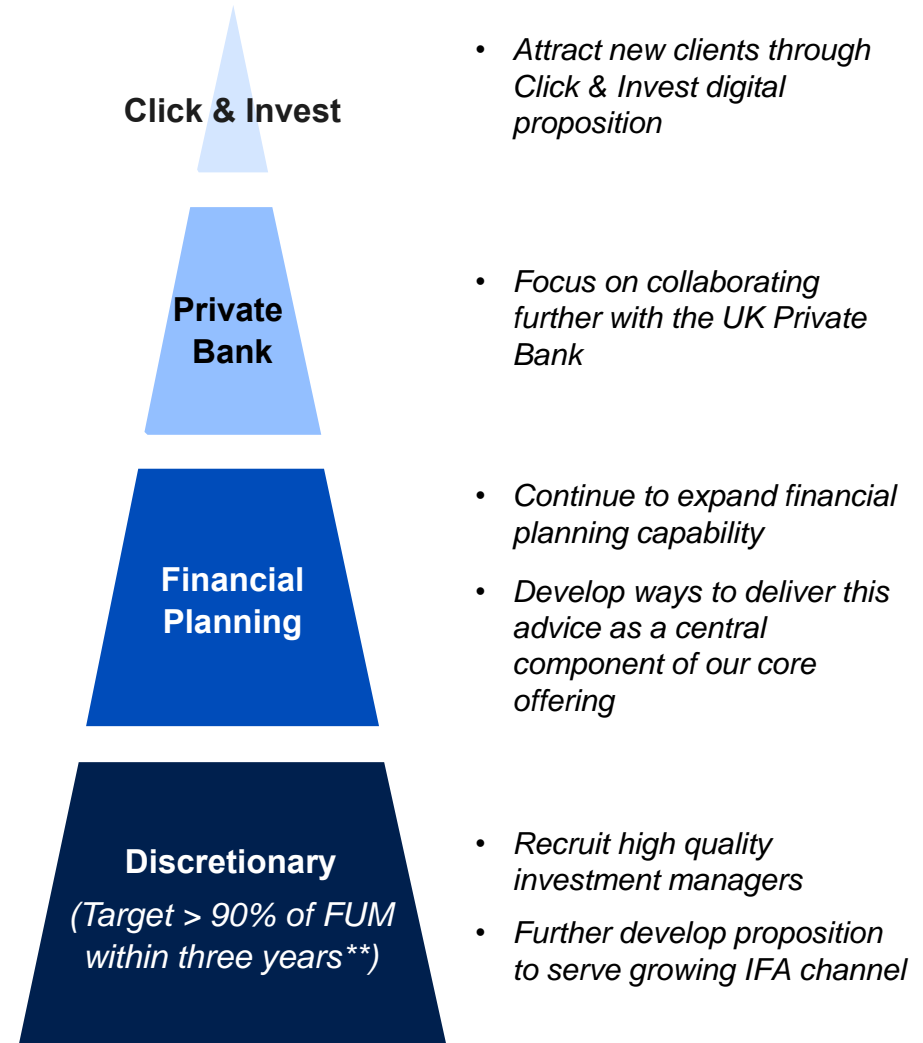 Click & Invest
• Attract new clients through
Click & Invest digital
proposition
Private
Bank
• Focus on collaborating
further with the UK Private
Bank
Financial
Planning
• Continue to expand financial
planning capability
• Develop ways to deliver this
advice as a central
component of our core
offering
Discretionary
(Target > 90% of FUM
within three years**)
• Recruit high quality
investment managers
• Further develop proposition
to serve growing IFA channel